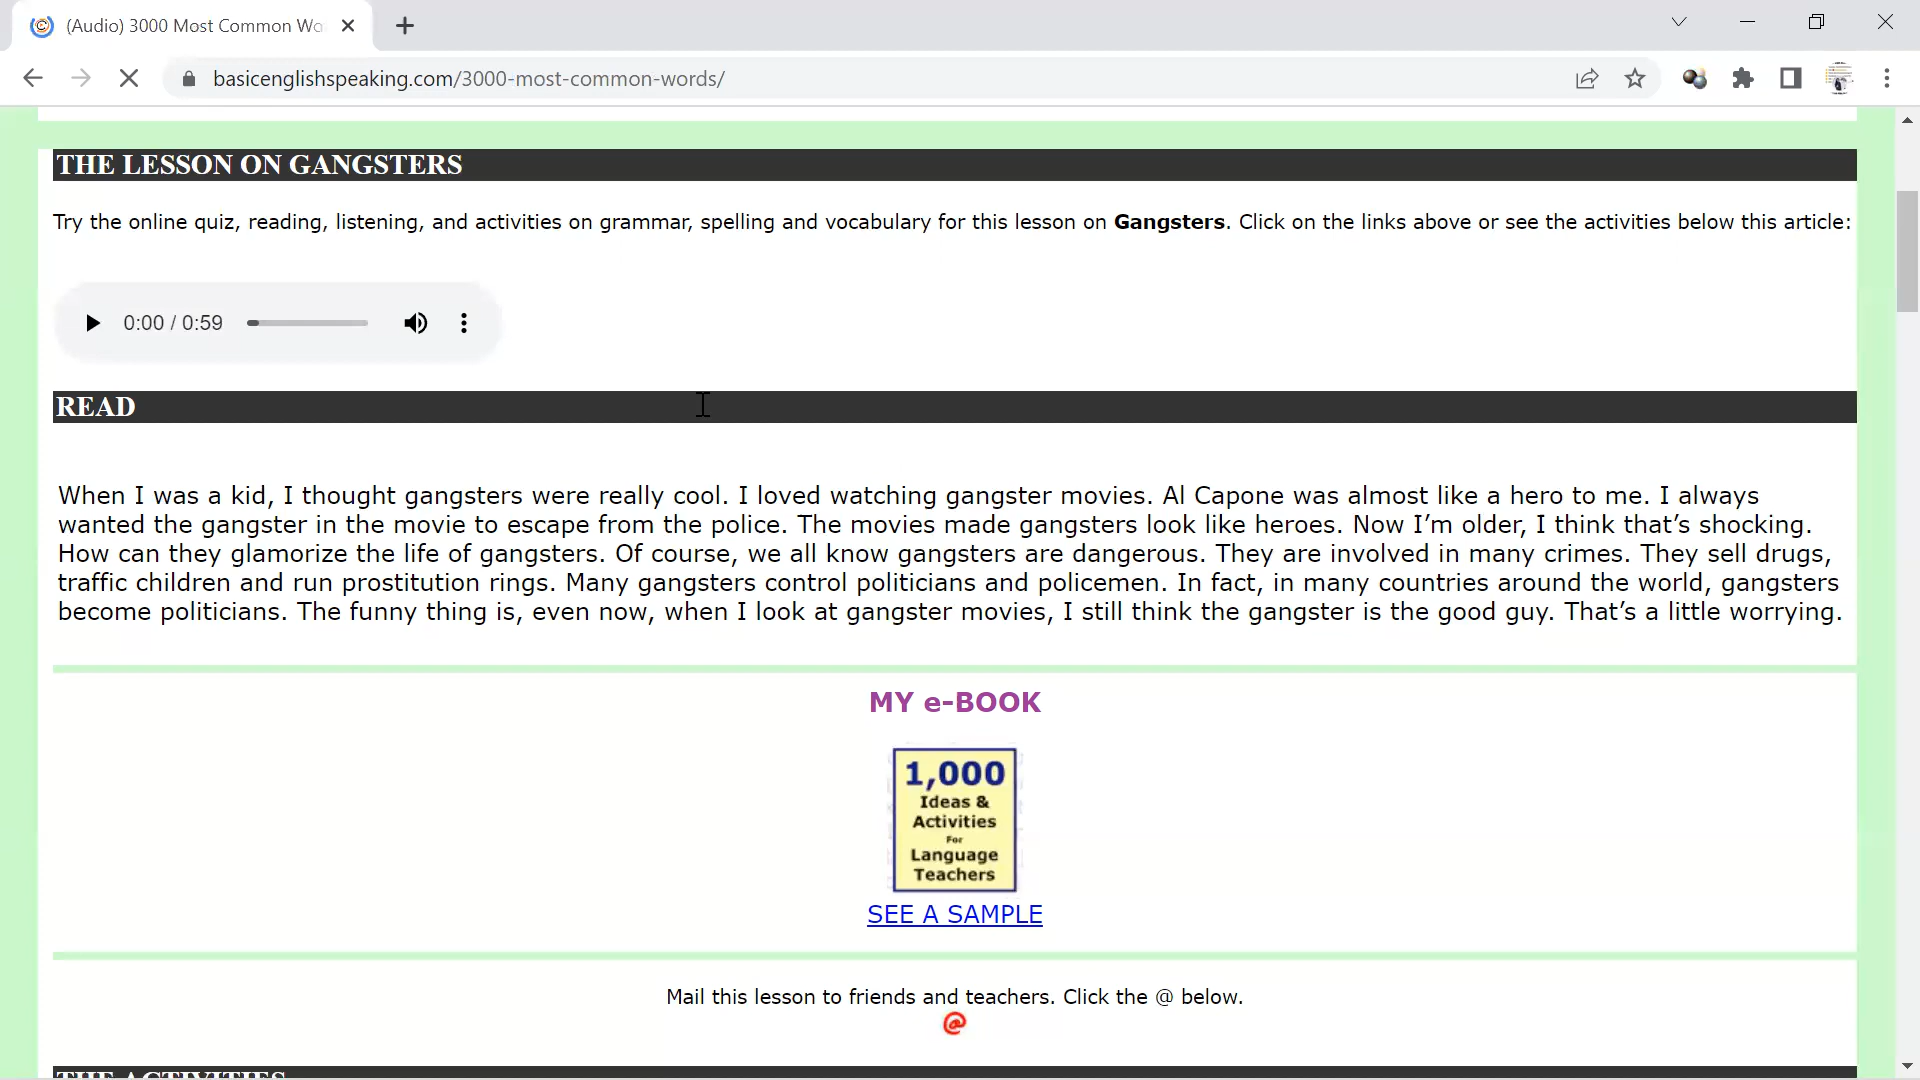 (Audio) 3000 Most Common Wo
basicenglishspeaking.com/3000-most-common-words/
THE LESSON ON GANGSTERS
Try the online quiz, reading, listening, and activities on grammar, spelling and vocabulary for this lesson on Gangsters. Click on the links above or see the activities below this article:
0:00 / 0:59
READ
When I was a kid, I thought gangsters were really cool. I loved watching gangster movies. Al Capone was almost like a hero to me. I always
wanted the gangster in the movie to escape from the police. The movies made gangsters look like heroes. Now I’m older, I think that’s shocking.
How can they glamorize the life of gangsters. Of course, we all know gangsters are dangerous. They are involved in many crimes. They sell drugs,
traffic children and run prostitution rings. Many gangsters control politicians and policemen. In fact, in many countries around the world, gangsters
become politicians. The funny thing is, even now, when I look at gangster movies, I still think the gangster is the good guy. That’s a little worrying.
MY e-BOOK
1,000
Ideas &
Activities
For
Language
Teachers
SEE A SAMPLE
Mail this lesson to friends and teachers. Click the @ below.
@
THE ACTIVITIES